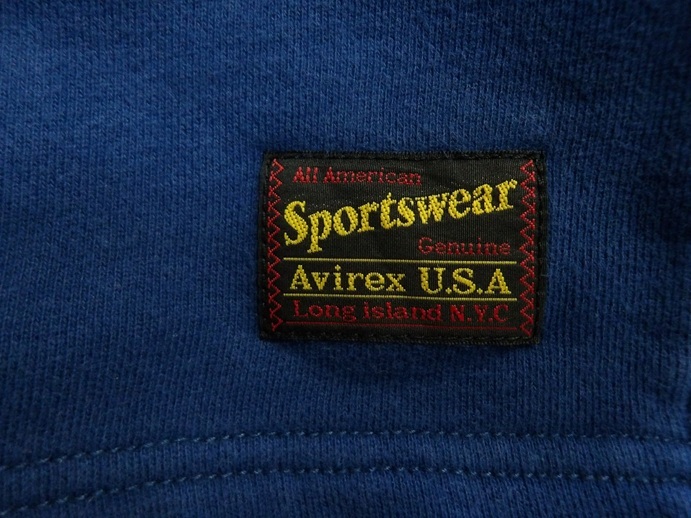 All American
Sportswear
Genuine
Avirex U.S.A
Long island N.Y.C